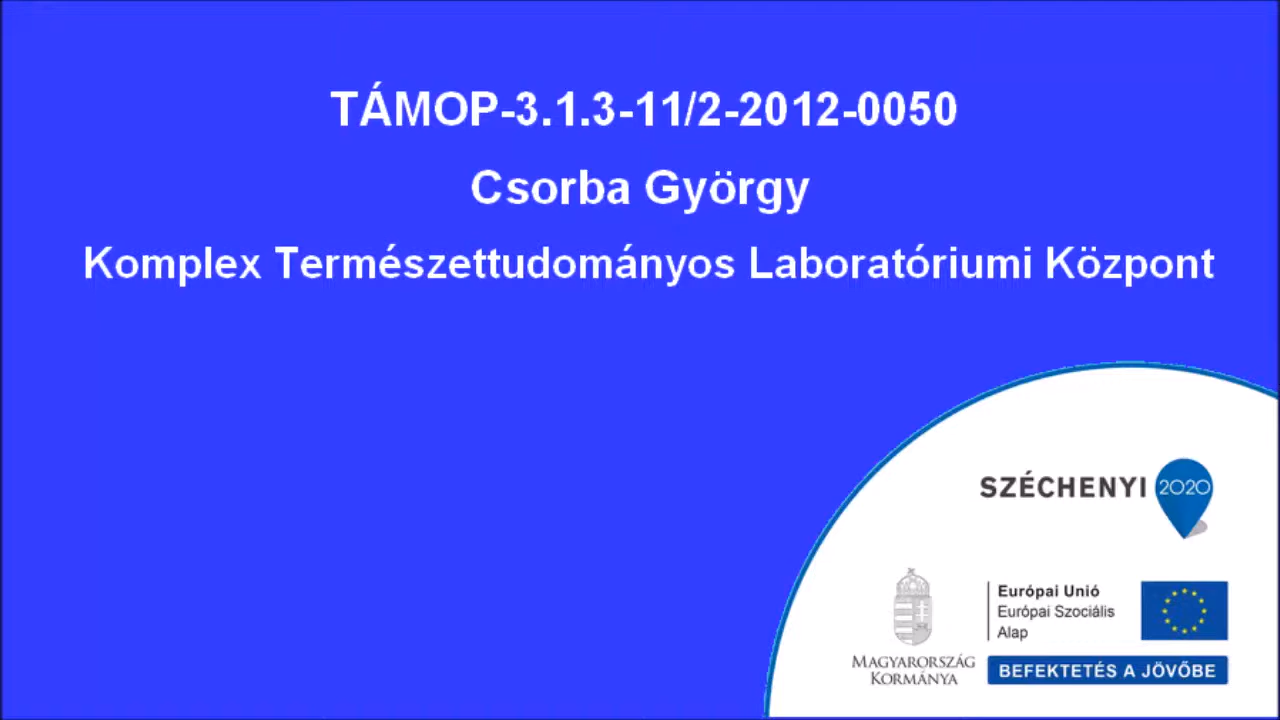 TÁMOP-3.1.3-11/2-2012-0050
Csorba György
Komplex Természettudományos Laboratóriumi Központ
SZÉCHENYI 2020
MAGYARORSZÁG
KORMÁNYA
Európai Unió
Európai Szociális
Alap
BEFEKTETÉS A JÖVŐBE